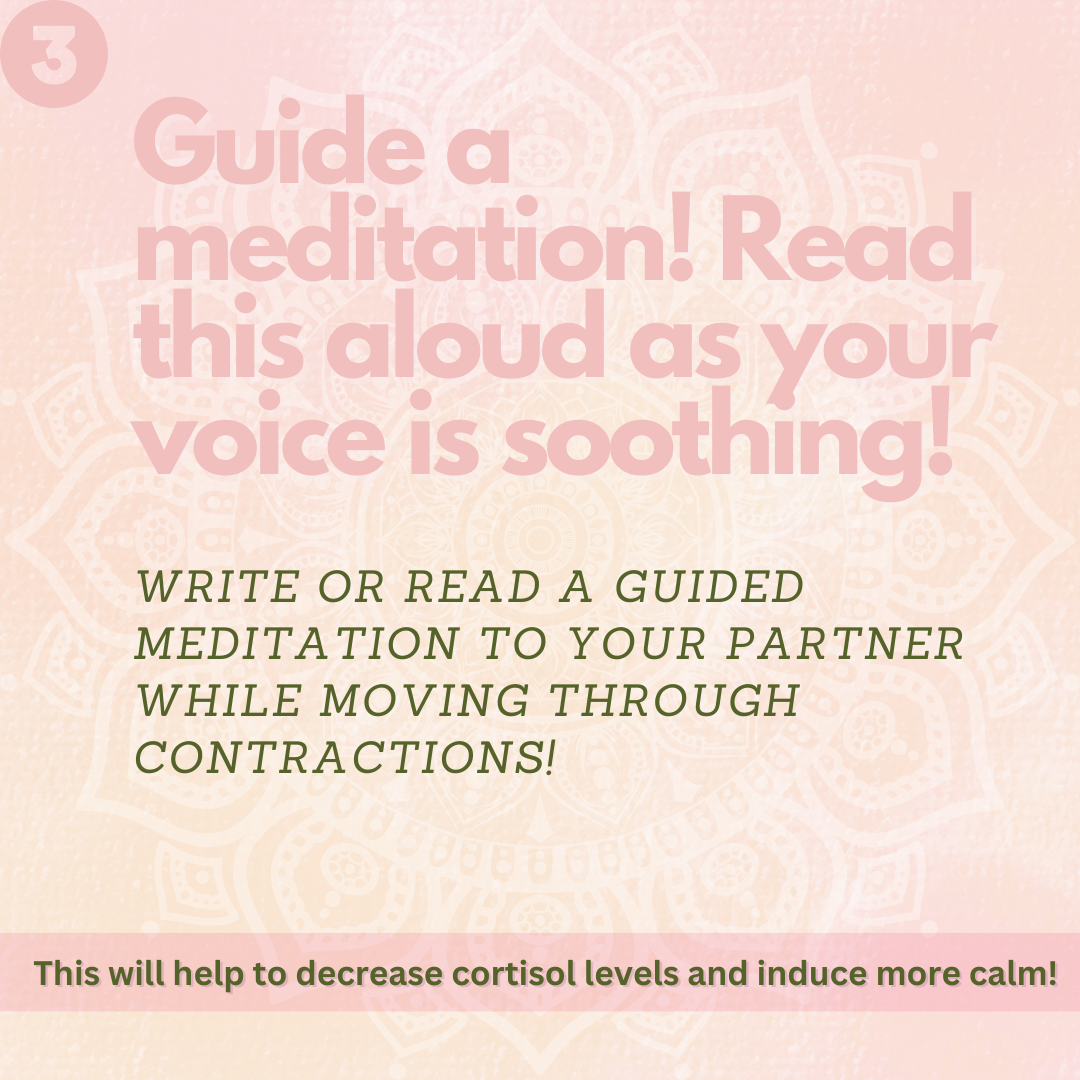 3
Guide a
meditation! Read
this aloud as your
voice is soothing!
WRITE OR READ A GUIDED
MEDITATION TO YOUR PARTNER
WHILE MOVING THROUGH
CONTRACTIONS!
This will help to decrease cortisol levels and induce more calm!